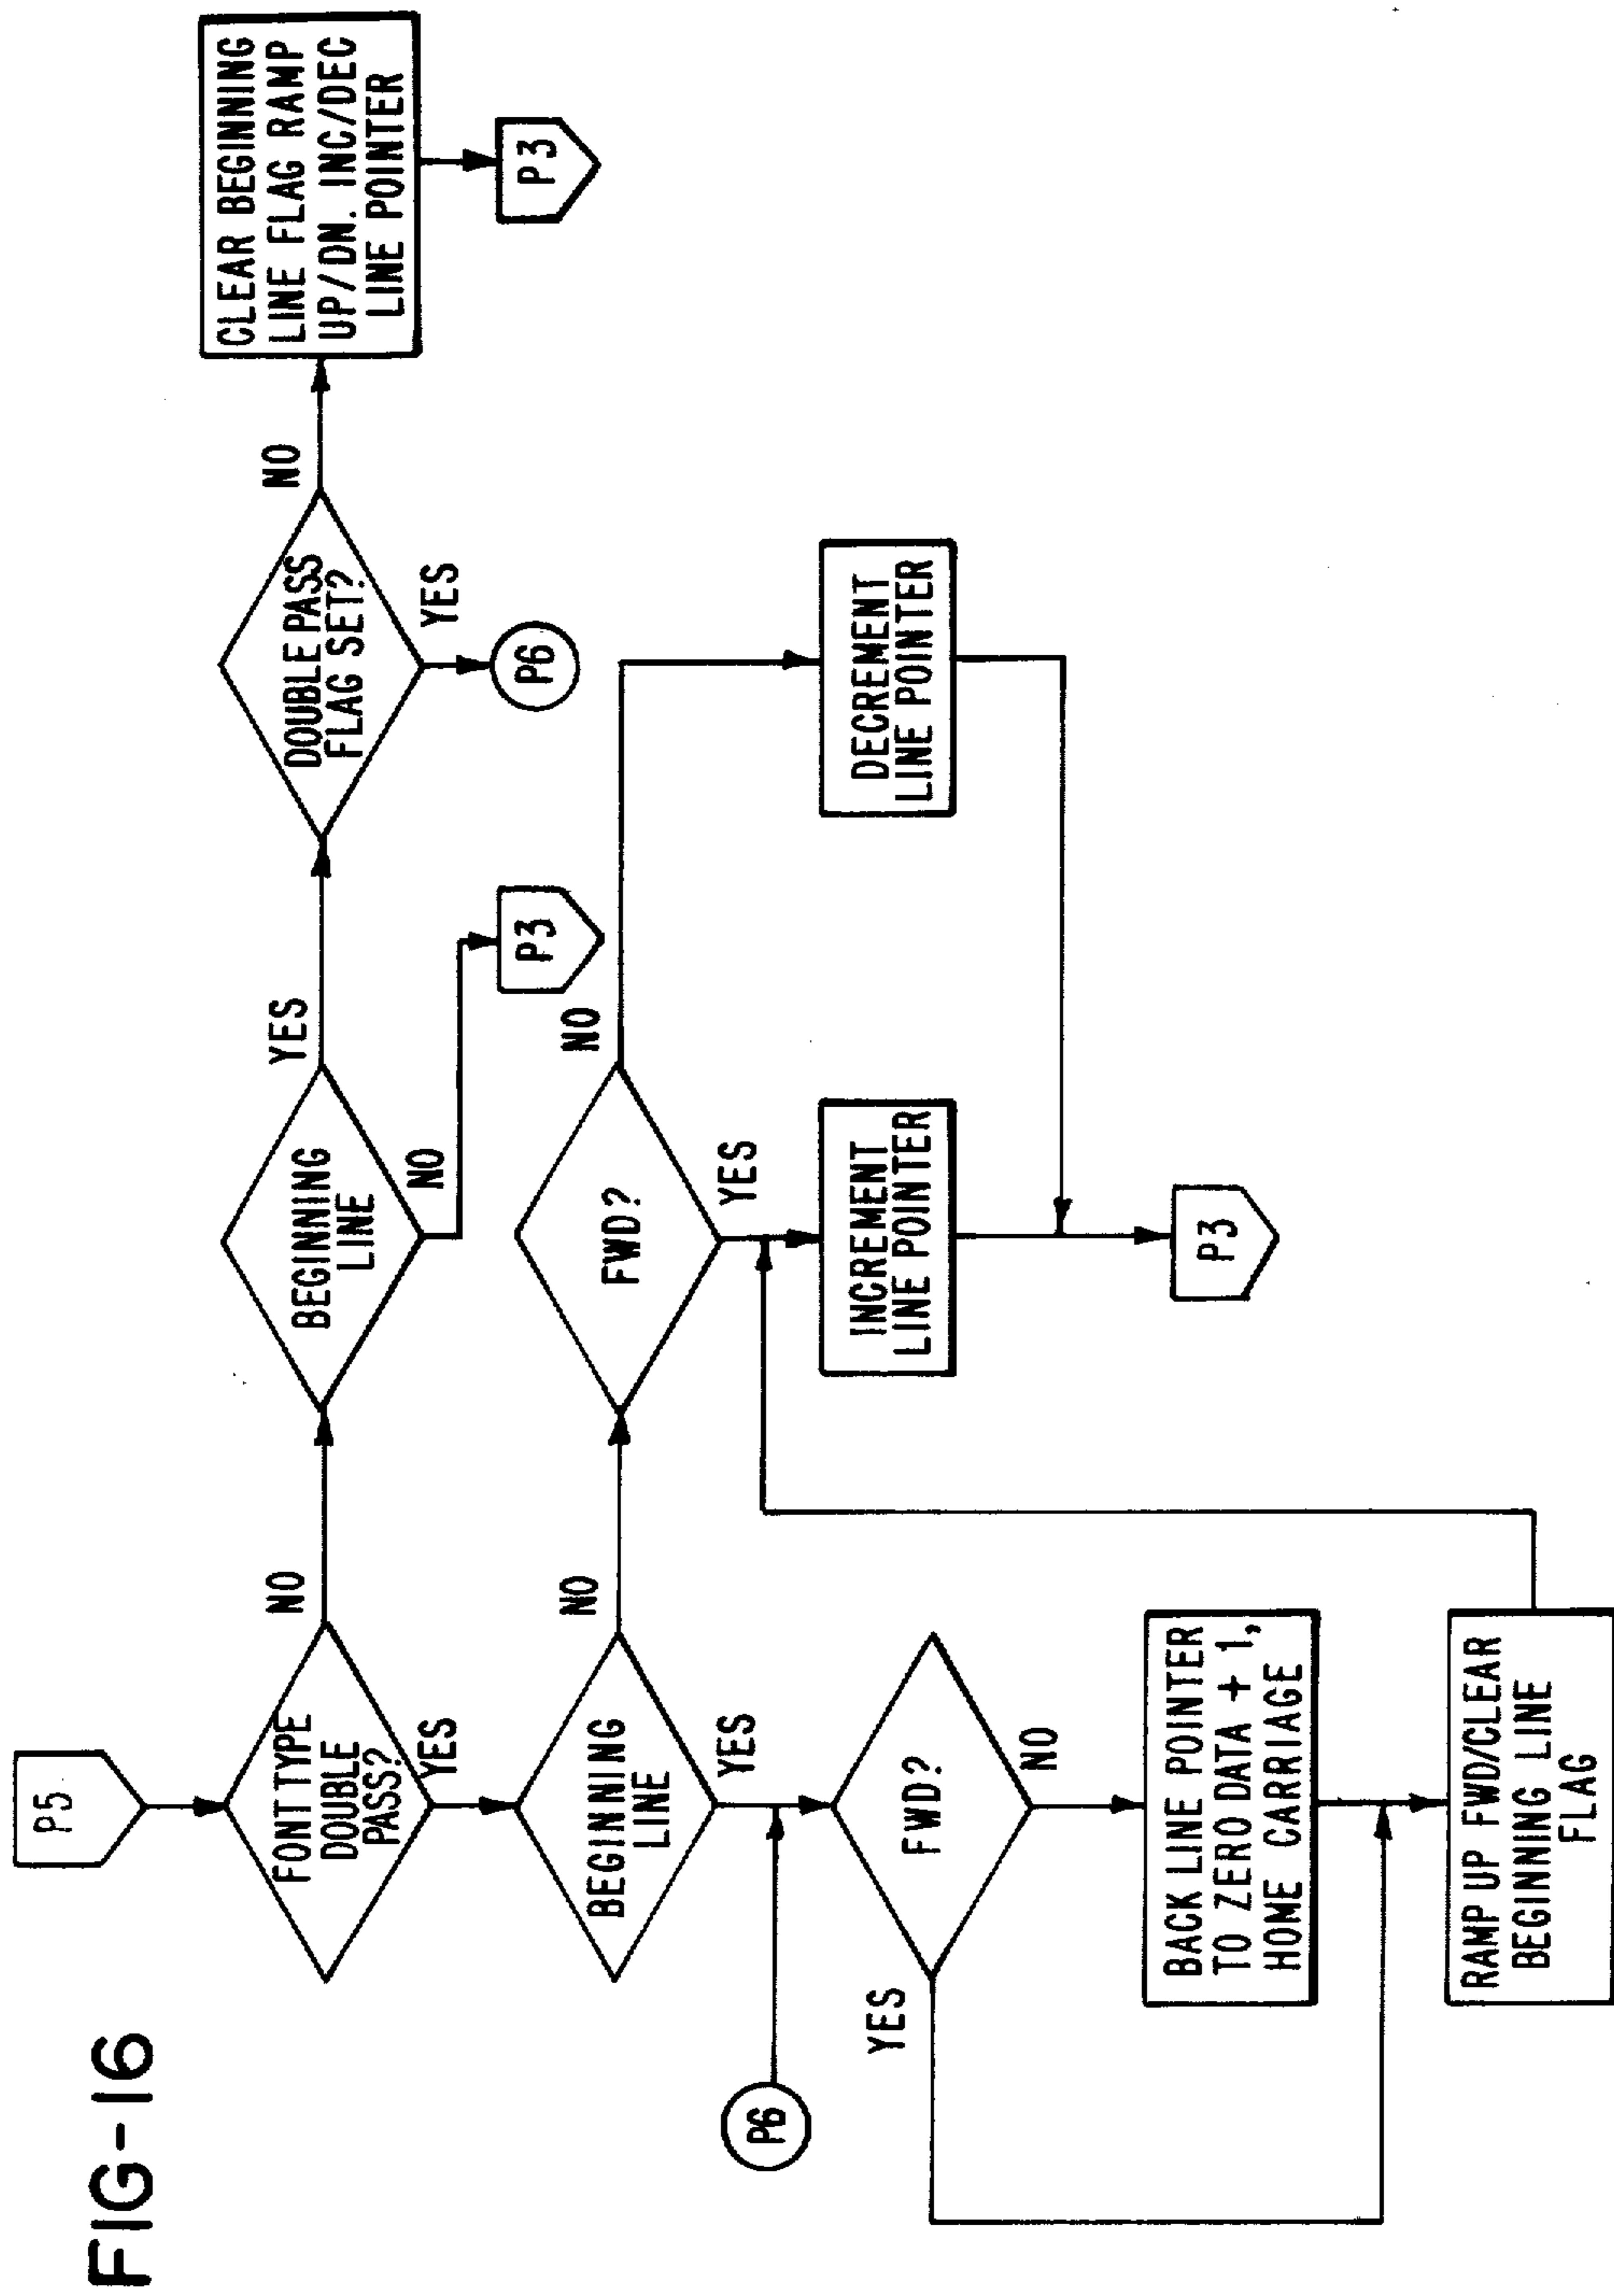 FIG-16
P5
FONT TYPE
DOUBLE
PASS?
NO
YES
BEGINNING
LINE
YES
NO
P3
DOUBLE PASS
FLAG SET?
NO
YES
P6
CLEAR BEGINNING
LINE FLAG RAMP
UP/DN. INC/DEC
LINE POINTER
P3
BEGINNING
LINE
NO
YES
FWD?
NO
YES
INCREMENT
LINE POINTER
DECREMENT
LINE POINTER
P3
P6
FWD?
YES
NO
BACK LINE POINTER
TO ZERO DATA + 1,
HOME CARRIAGE
RAMP UP FWD/CLEAR
BEGINNING LINE
FLAG